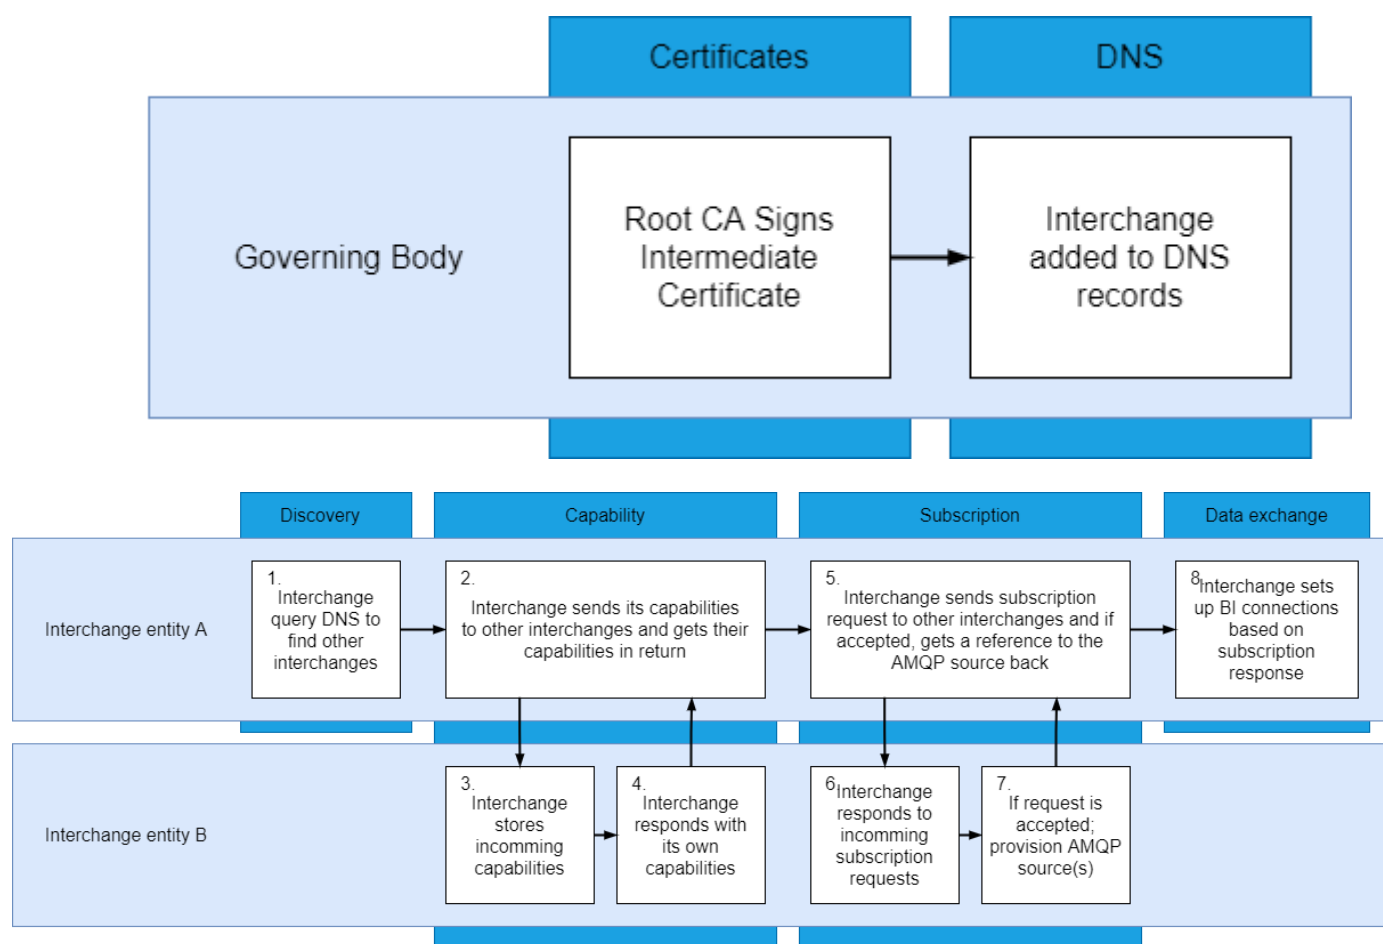 Certificates
DNS
Governing Body
Root CA Signs
Intermediate
Certificate
Interchange
added to DNS
records
Discovery
Capability
Subscription
Data exchange
Interchange entity A
1.
Interchange
query DNS to
find other
interchanges
2.
Interchange sends its capabilities
to other interchanges and gets their
capabilities in return
5.
Interchange sends subscription
request to other interchanges and if
accepted, gets a reference to the
AMQP source back
8.
Interchange sets
up BI connections
based on
subscription
response
Interchange entity B
3.
Interchange
stores
incomming
capabilities
4.
Interchange
responds with
its own
capabilities
6.
Interchange
responds to
incomming
subscription
requests
7.
If request is
accepted;
provision AMQP
source(s)